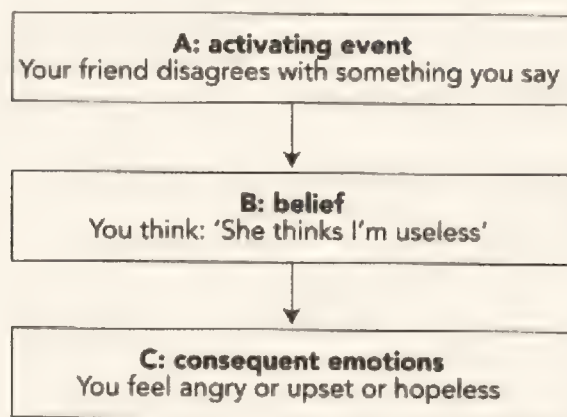 A: activating event
Your friend disagrees with something you say
B: belief
You think: ‘She thinks I’m useless’
C: consequent emotions
You feel angry or upset or hopeless